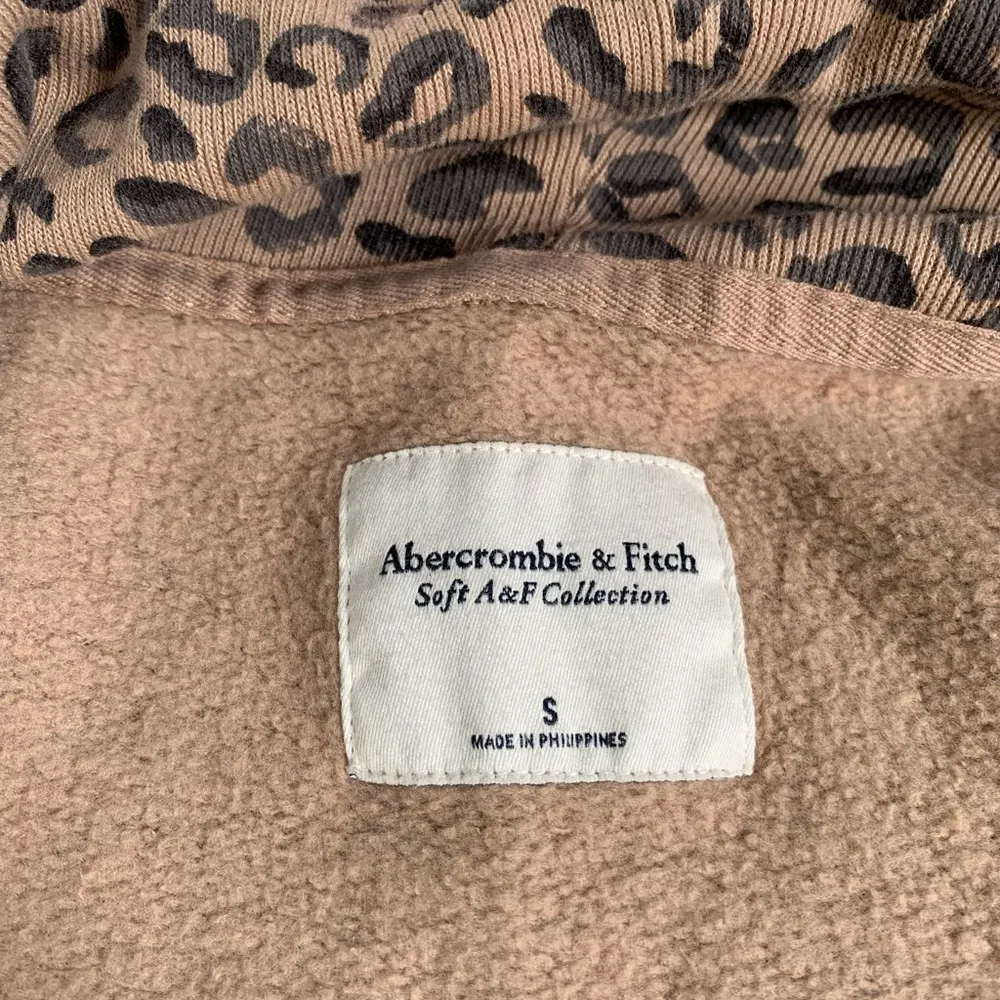 Abercrombie & Fitch
Soft A&F Collection
S
MADE IN PHILIPPINES